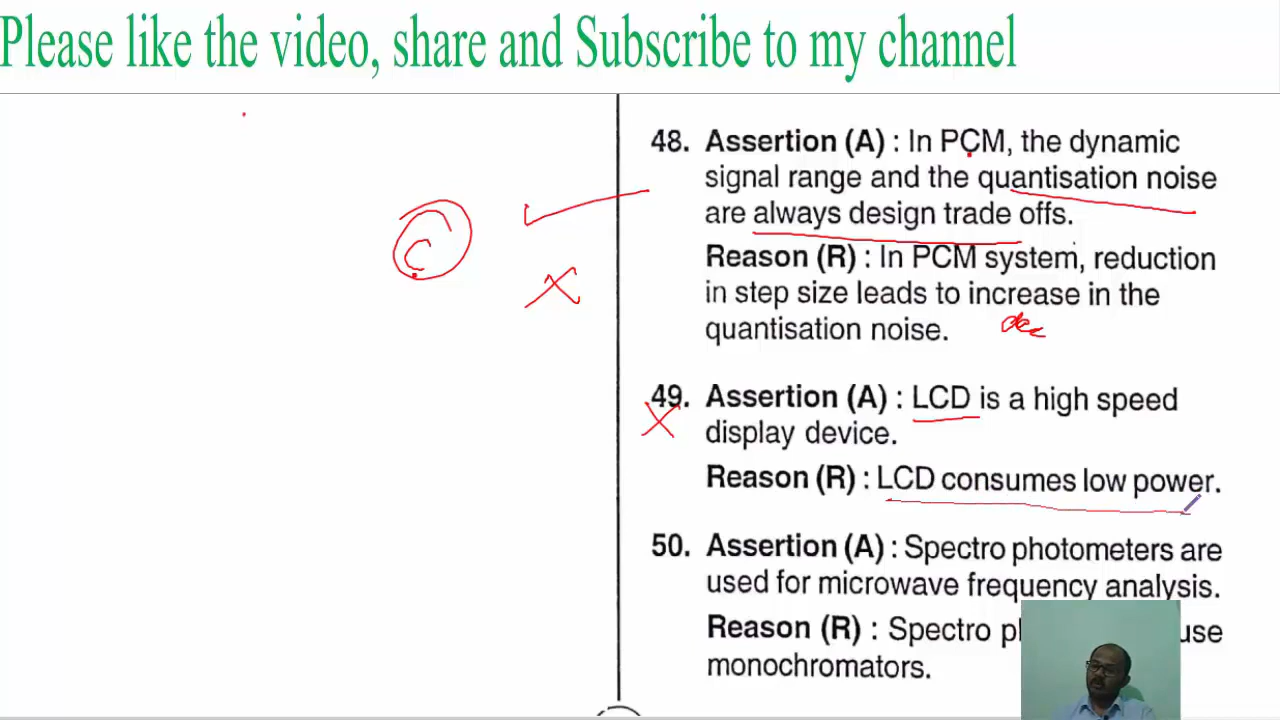 Please like the video, share and Subscribe to my channel
48. Assertion (A) : In PCM, the dynamic
signal range and the quantisation noise
are always design trade offs.
Reason (R) : In PCM system, reduction
in step size leads to increase in the
quantisation noise.
dec
C
49. Assertion (A) : LCD is a high speed
display device.
Reason (R) : LCD consumes low power.
50. Assertion (A) : Spectro photometers are
used for microwave frequency analysis.
Reason (R) : Spectro use
monochromators.